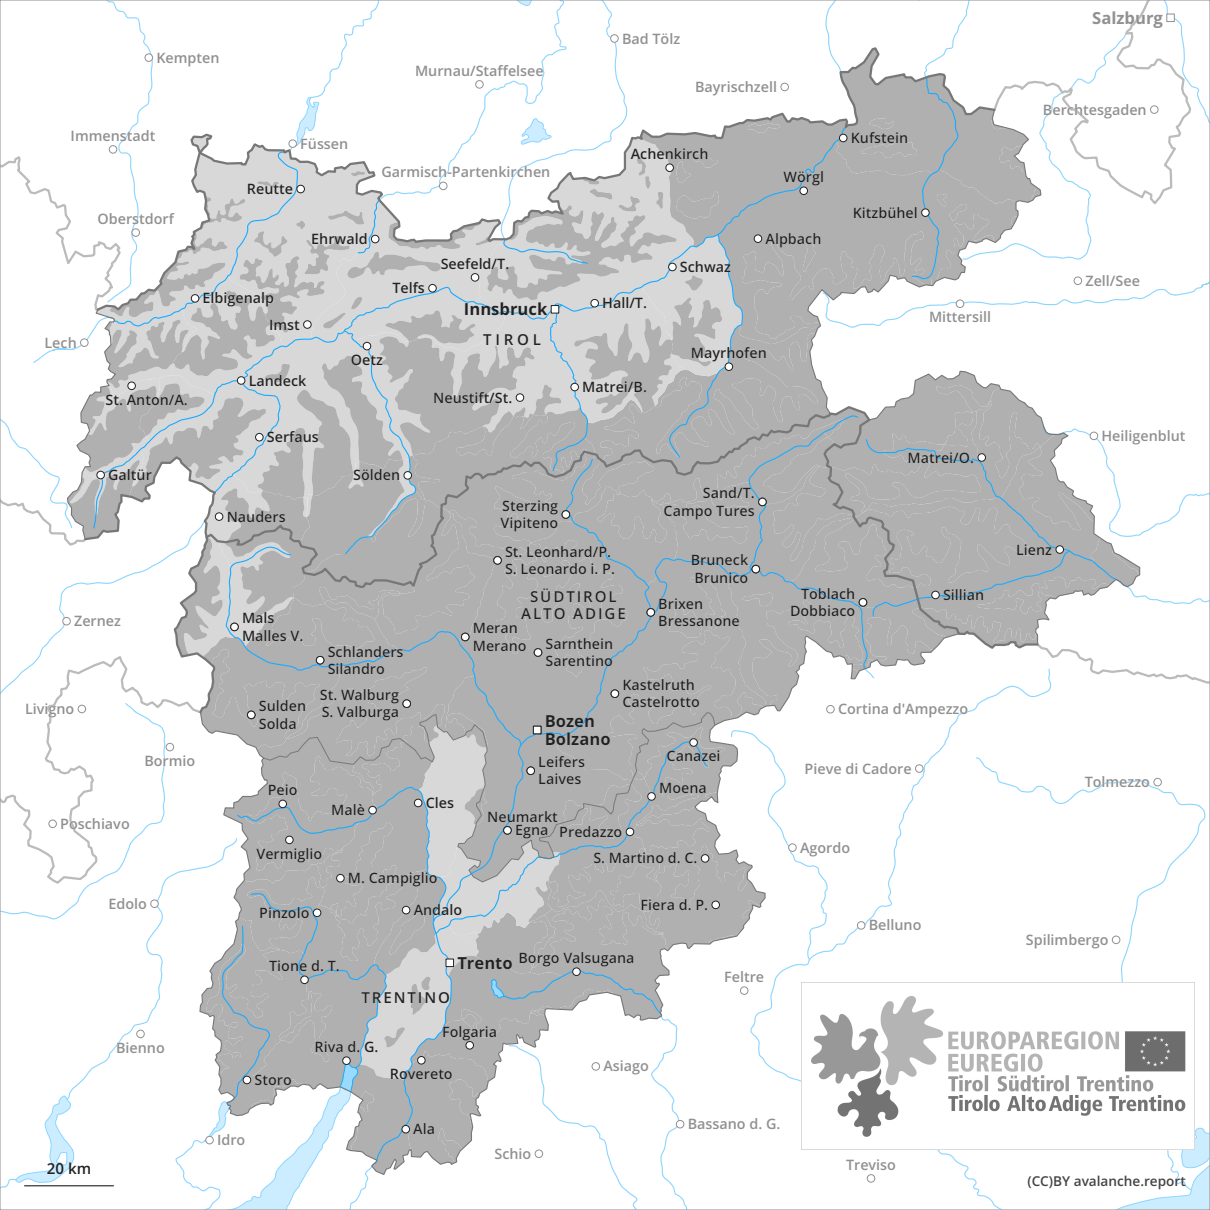 Salzburg
Bad Tölz
Kempten
Murnau/Staffelsee
Bayrischzell
Berchtesgaden
Immenstadt
Füssen
Kufstein
Achenkirch
Garmisch-Partenkirchen
Wörgl
Reutte
Kitzbühel
Oberstdorf
Ehrwald
Alpbach
Seefeld/T.
Schwaz
Zell/See
Telfs
Elbigenalp
Hall/T.
Innsbruck
Mittersill
Imst
TIROL
Lech
Mayrhofen
Oetz
Landeck
Matrei/B.
St. Anton/A.
Neustift/St.
Serfaus
Heiligenblut
Matrei/O.
Galtür
Sölden
Sand/T.
Campo Tures
Sterzing
Vipiteno
Nauders
St. Leonhard/P.
S. Leonardo i. P.
Lienz
Bruneck
Brunico
SÜDTIROL
ALTO ADIGE
Toblach
Dobbiaco
Sillian
Brixen
Bressanone
Zernez
Mals
Malles V.
Meran
Merano
Sarnthein
Sarentino
Schlanders
Silandro
Kastelruth
Castelrotto
St. Walburg
S. Valburga
Sulden
Solda
Livigno
Cortina d'Ampezzo
Bozen
Bolzano
Bormio
Canazei
Leifers
Laives
Pieve di Cadore
Tolmezzo
Peio
Moena
Malè
Cles
Neumarkt
Egna
Predazzo
Poschiavo
Vermiglio
Agordo
S. Martino d. C.
M. Campiglio
Edolo
Pinzolo
Andalo
Fiera d. P.
Belluno
Spilimbergo
Trento
Borgo Valsugana
Tione d. T.
Feltre
TRENTINO
Folgaria
Bienno
Riva d. G.
Rovereto
Asiago
Storo
EUROPAREGION
EUREGIO
Tirol Südtirol Trentino
Tirolo Alto Adige Trentino
Ala
Bassano d. G.
Idro
Schio
Treviso
20 km
(CC)BY avalanche.report